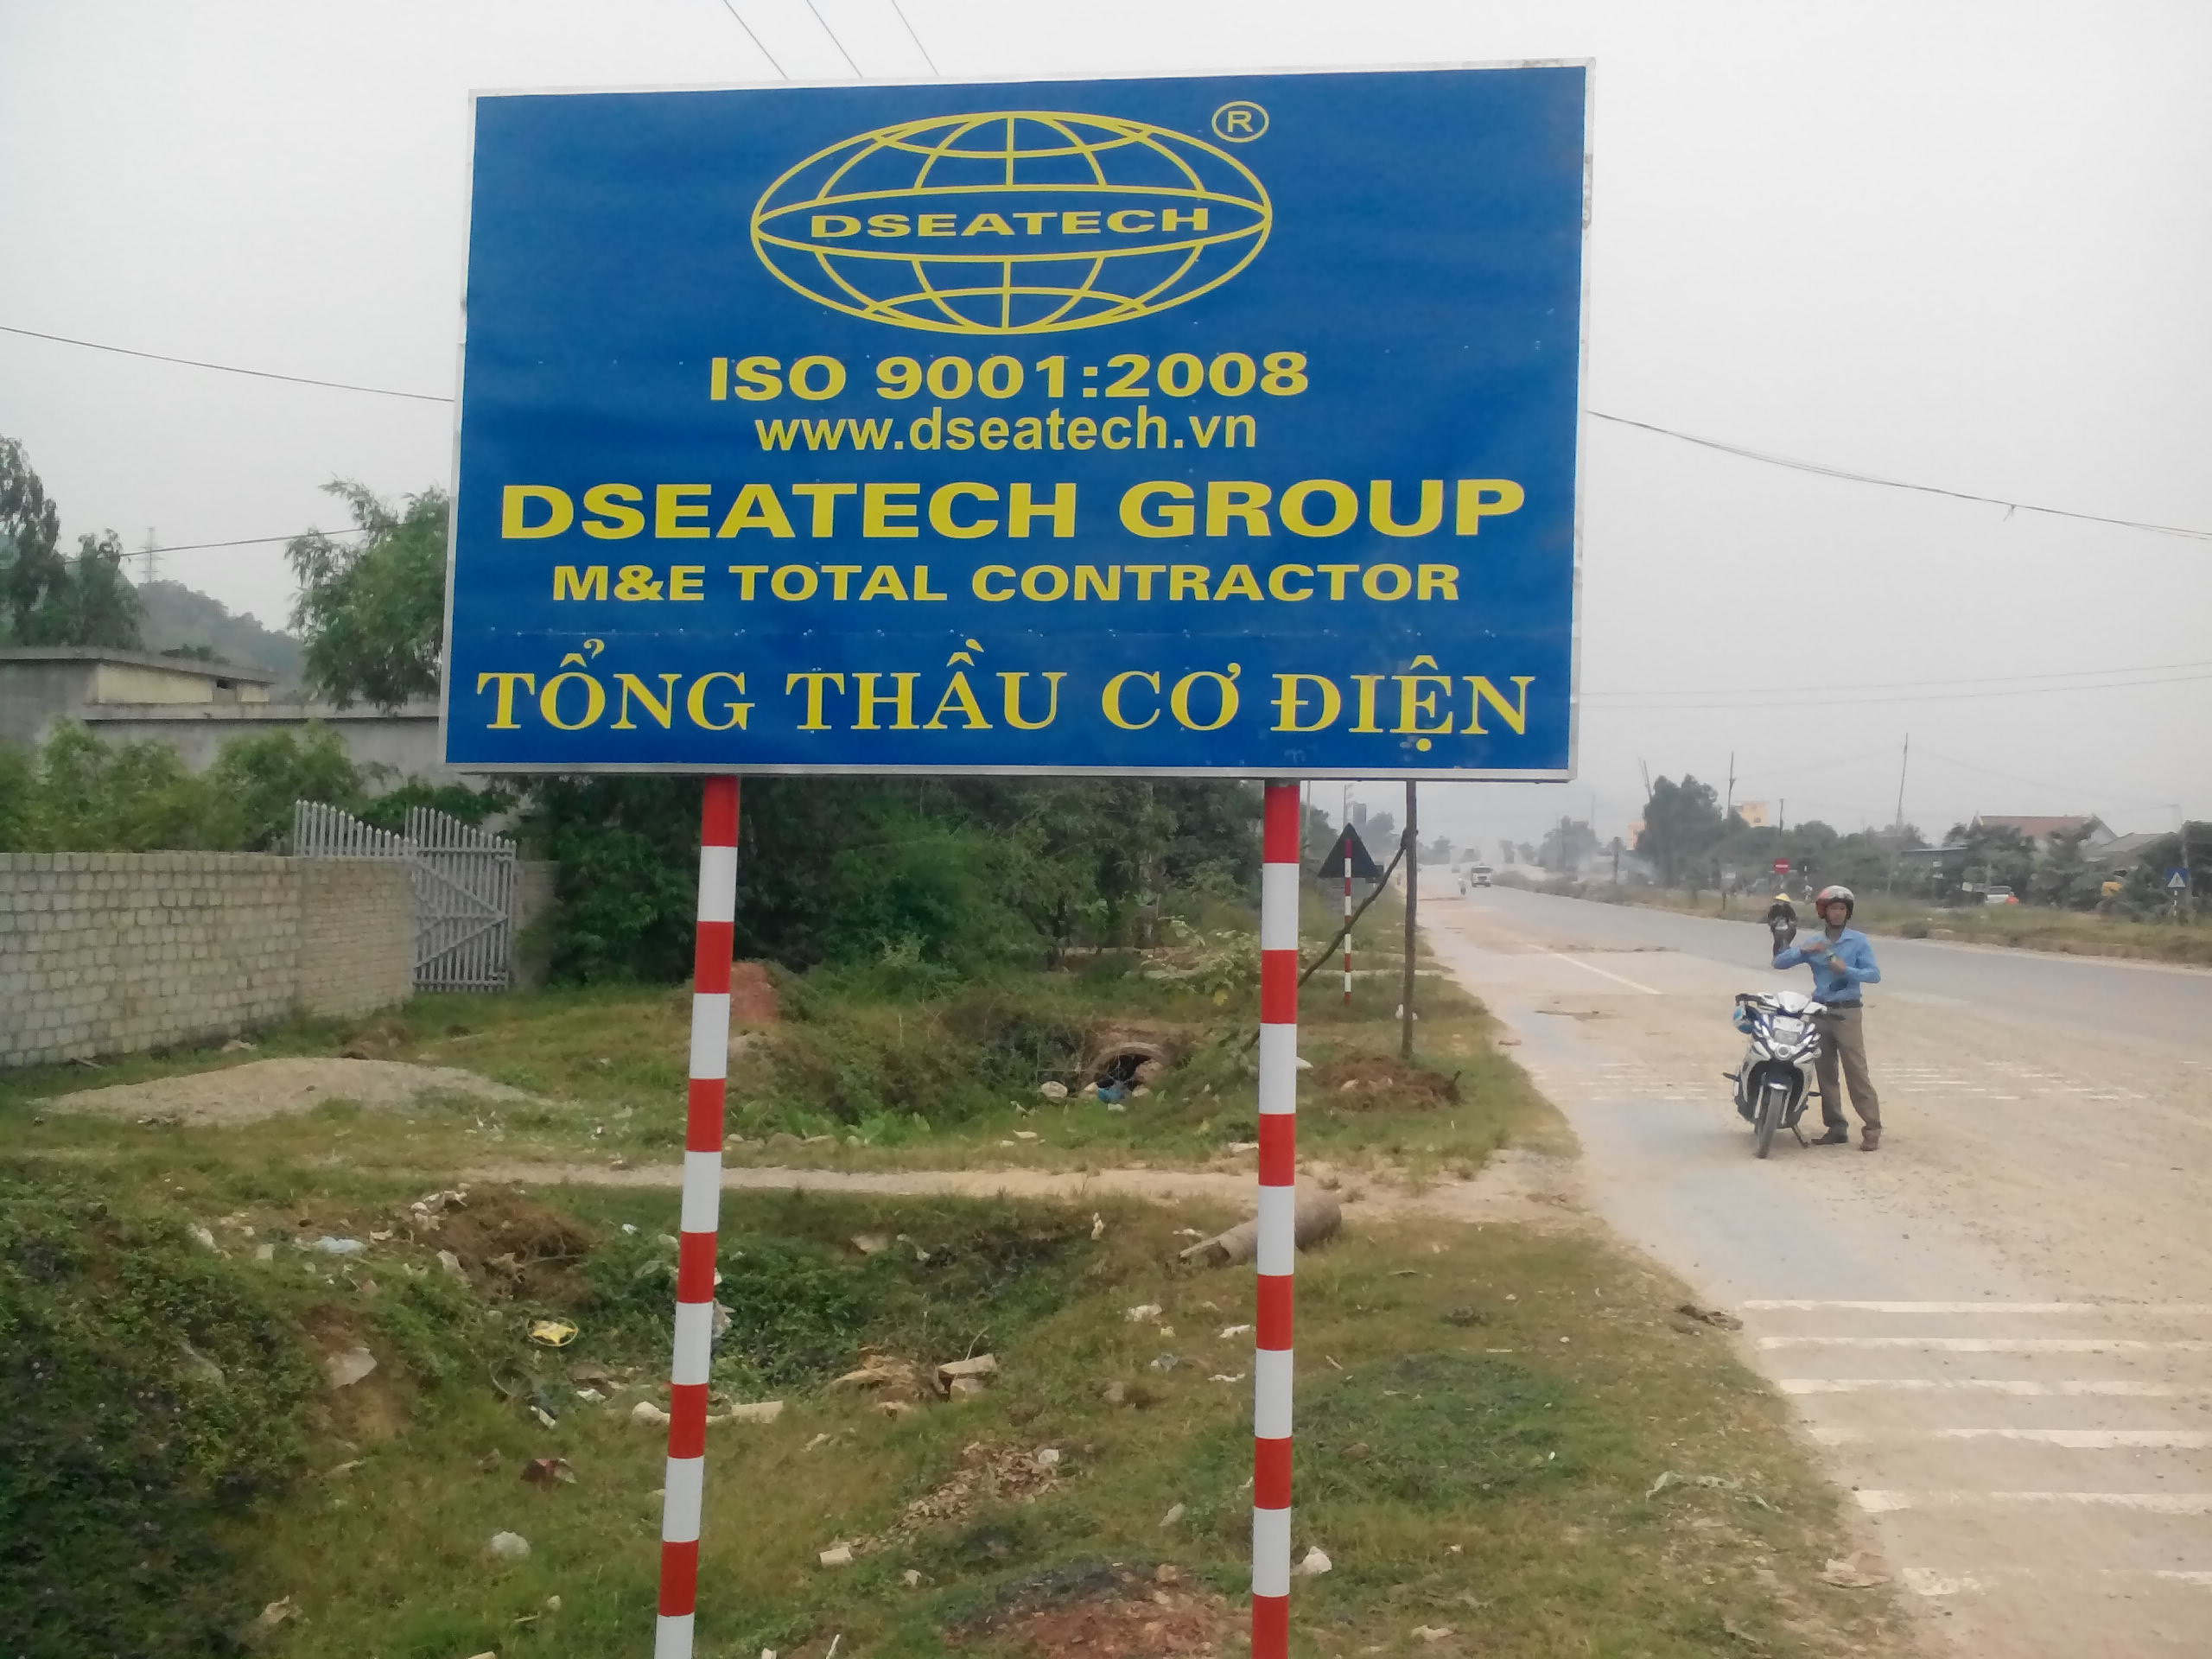 ®
DSEATECH
ISO 9001:2008
www.dseatech.vn
DSEATECH GROUP
M&E TOTAL CONTRACTOR
TỔNG THẦU CƠ ĐIỆN